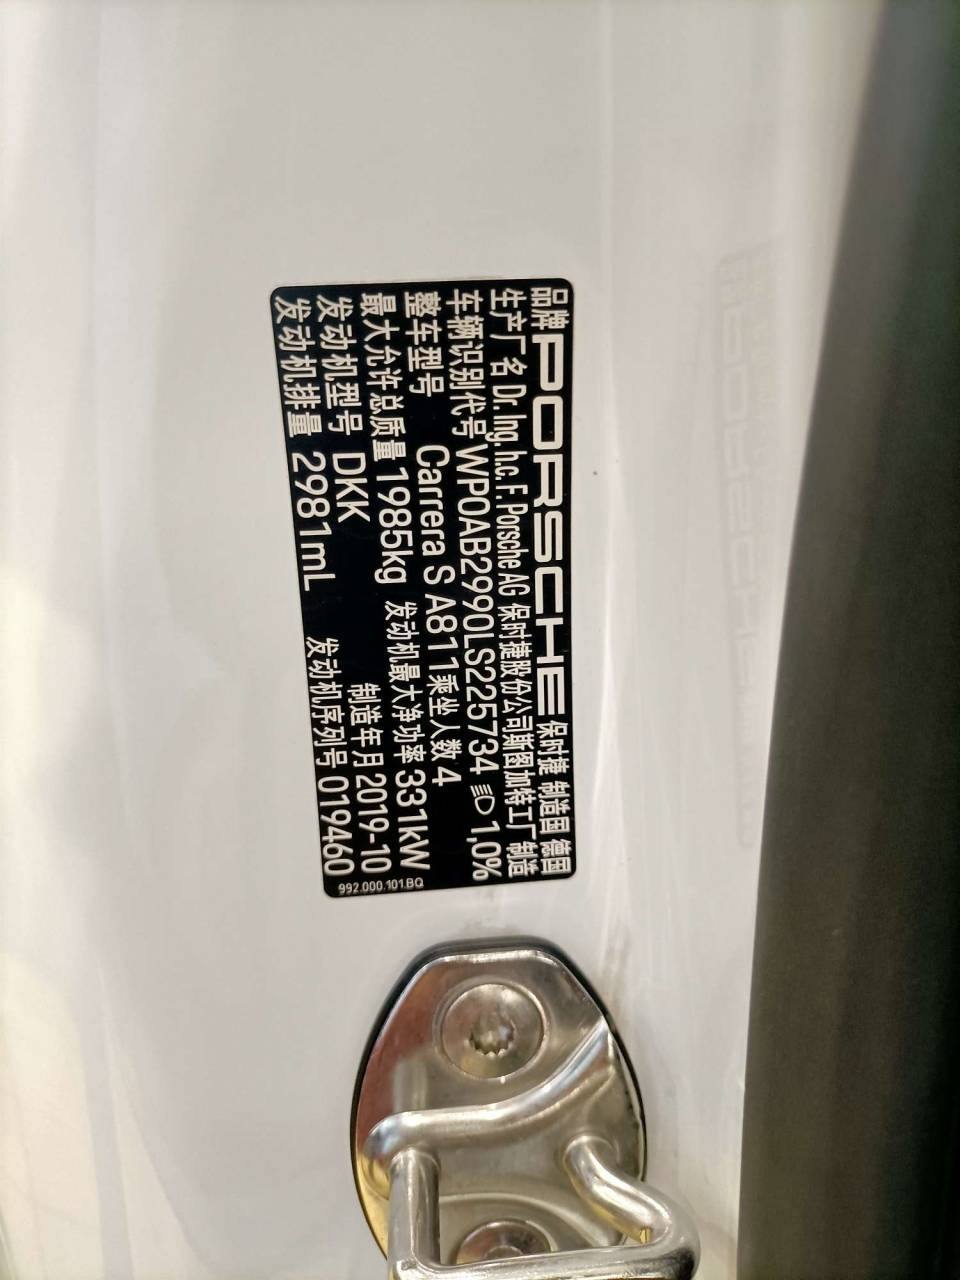 品牌 PORSCHE 保时捷 制造国 德国
生产厂名 Dr. Ing. h.c. F. Porsche AG 保时捷股份公司斯图加特工厂制造
车辆识别代号 WP0AB2990LS225734 1,0%
整车型号 Carrera S A811 乘坐人数 4
最大允许总质量 1985kg 发动机最大净功率 331kW
发动机型号 DKK 制造年月 2019-10
发动机排量 2981mL 发动机序列号 019460
992.000.101.BQ